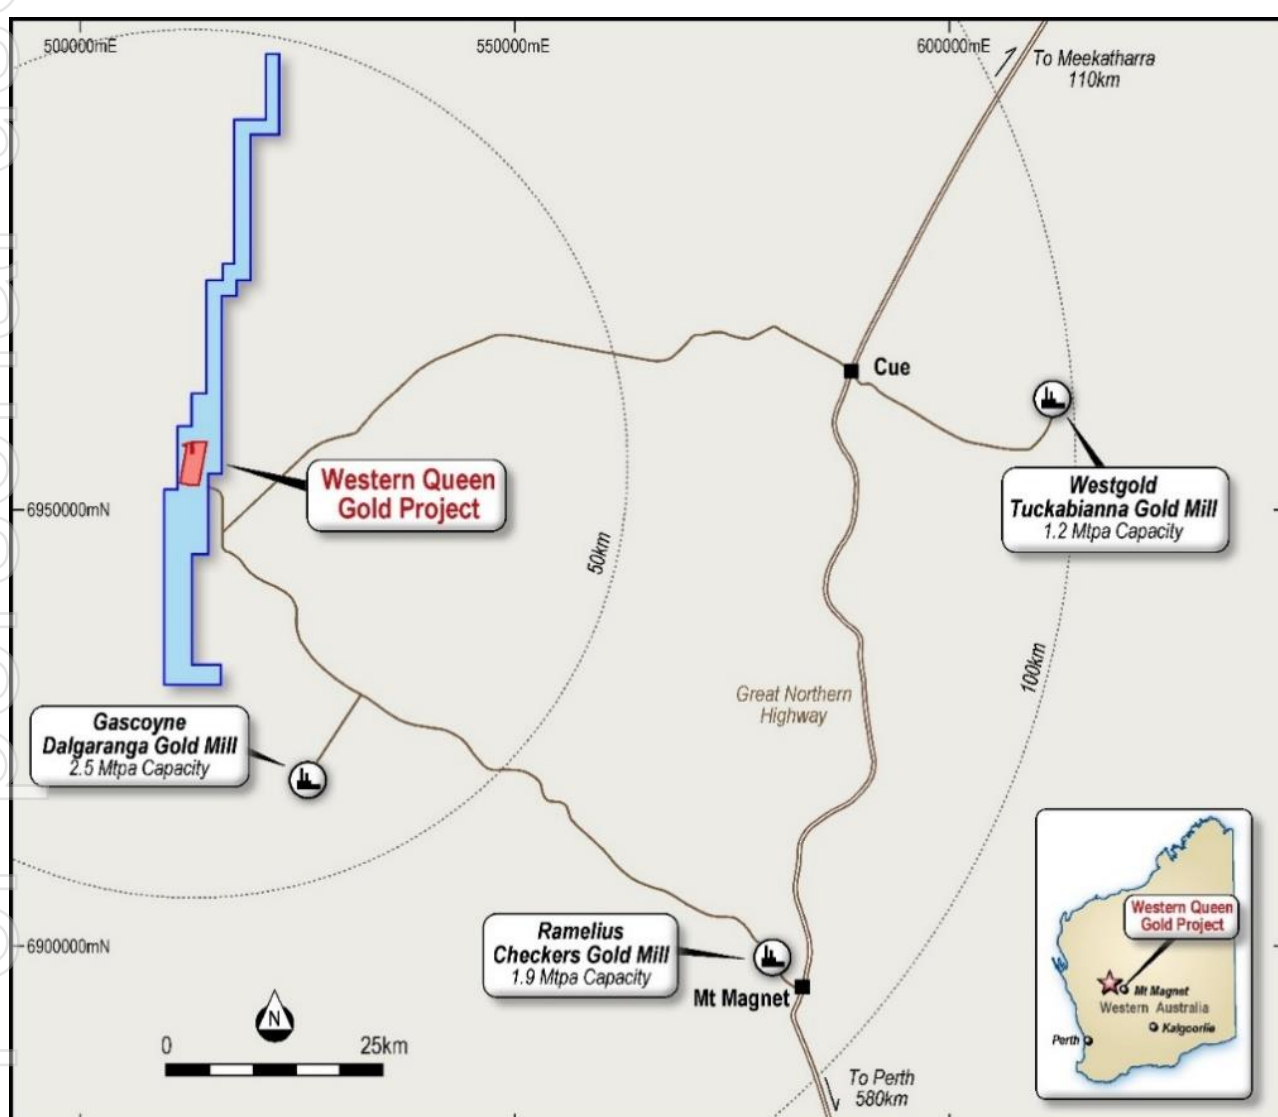 500000mE
550000mE
600000mE
To Meekatharra
110km
Cue
Western Queen
Gold Project
6950000mN
Westgold
Tuckabianna Gold Mill
1.2 Mtpa Capacity
50km
100km
Great Northern
Highway
Gascoyne
Dalgaranga Gold Mill
2.5 Mtpa Capacity
Ramelius
Checkers Gold Mill
1.9 Mtpa Capacity
6900000mN
Mt Magnet
N
0
25km
To Perth
580km
Western Queen
Gold Project
Mt Magnet
Western Australia
Kalgoorlie
Perth